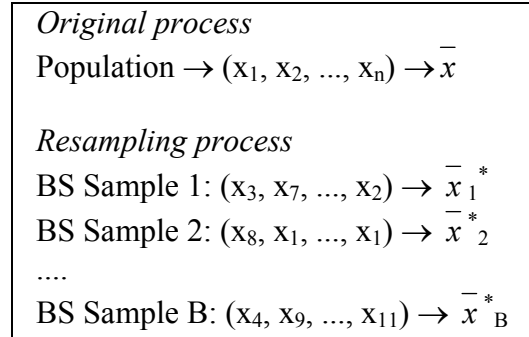 Original process
Population → (x₁, x₂, ..., xₙ) → x̅
Resampling process
BS Sample 1: (x₃, x₇, ..., x₂) → x̅ ₁*
BS Sample 2: (x₈, x₁, ..., x₁) → x̅ *₂
....
BS Sample B: (x₄, x₉, ..., x₁₁) → x̅ *B